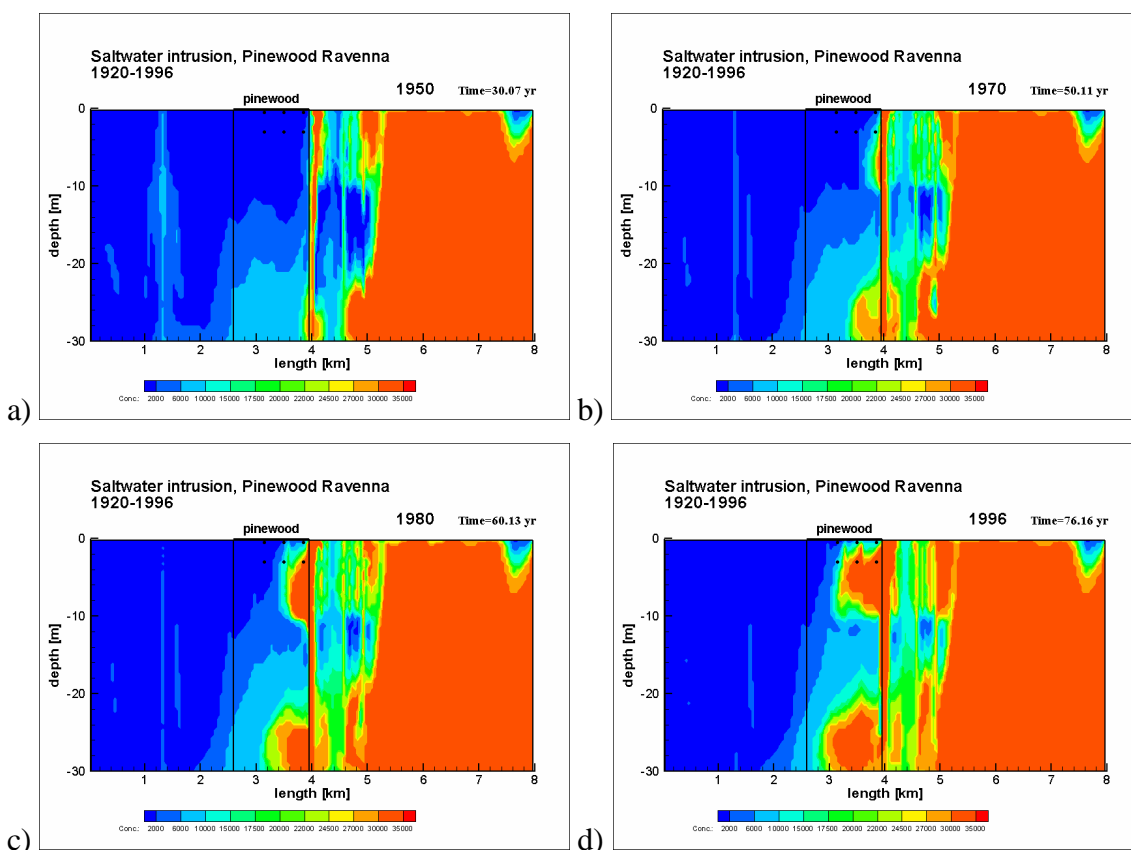 Saltwater intrusion, Pinewood Ravenna
1920-1996
1950 Time=30.07 yr
pinewood
0
-10
-20
-30
depth [m]
1 2 3 4 5 6 7 8
length [km]
Conc.: 2000 6000 10000 15000 17500 20000 22000 24500 27000 30000 35000
a)
Saltwater intrusion, Pinewood Ravenna
1920-1996
1970 Time=50.11 yr
pinewood
0
-10
-20
-30
depth [m]
1 2 3 4 5 6 7 8
length [km]
Conc.: 2000 6000 10000 15000 17500 20000 22000 24500 27000 30000 35000
b)
Saltwater intrusion, Pinewood Ravenna
1920-1996
1980 Time=60.13 yr
pinewood
0
-10
-20
-30
depth [m]
1 2 3 4 5 6 7 8
length [km]
Conc.: 2000 6000 10000 15000 17500 20000 22000 24500 27000 30000 35000
c)
Saltwater intrusion, Pinewood Ravenna
1920-1996
1996 Time=76.16 yr
pinewood
0
-10
-20
-30
depth [m]
1 2 3 4 5 6 7 8
length [km]
Conc.: 2000 6000 10000 15000 17500 20000 22000 24500 27000 30000 35000
d)